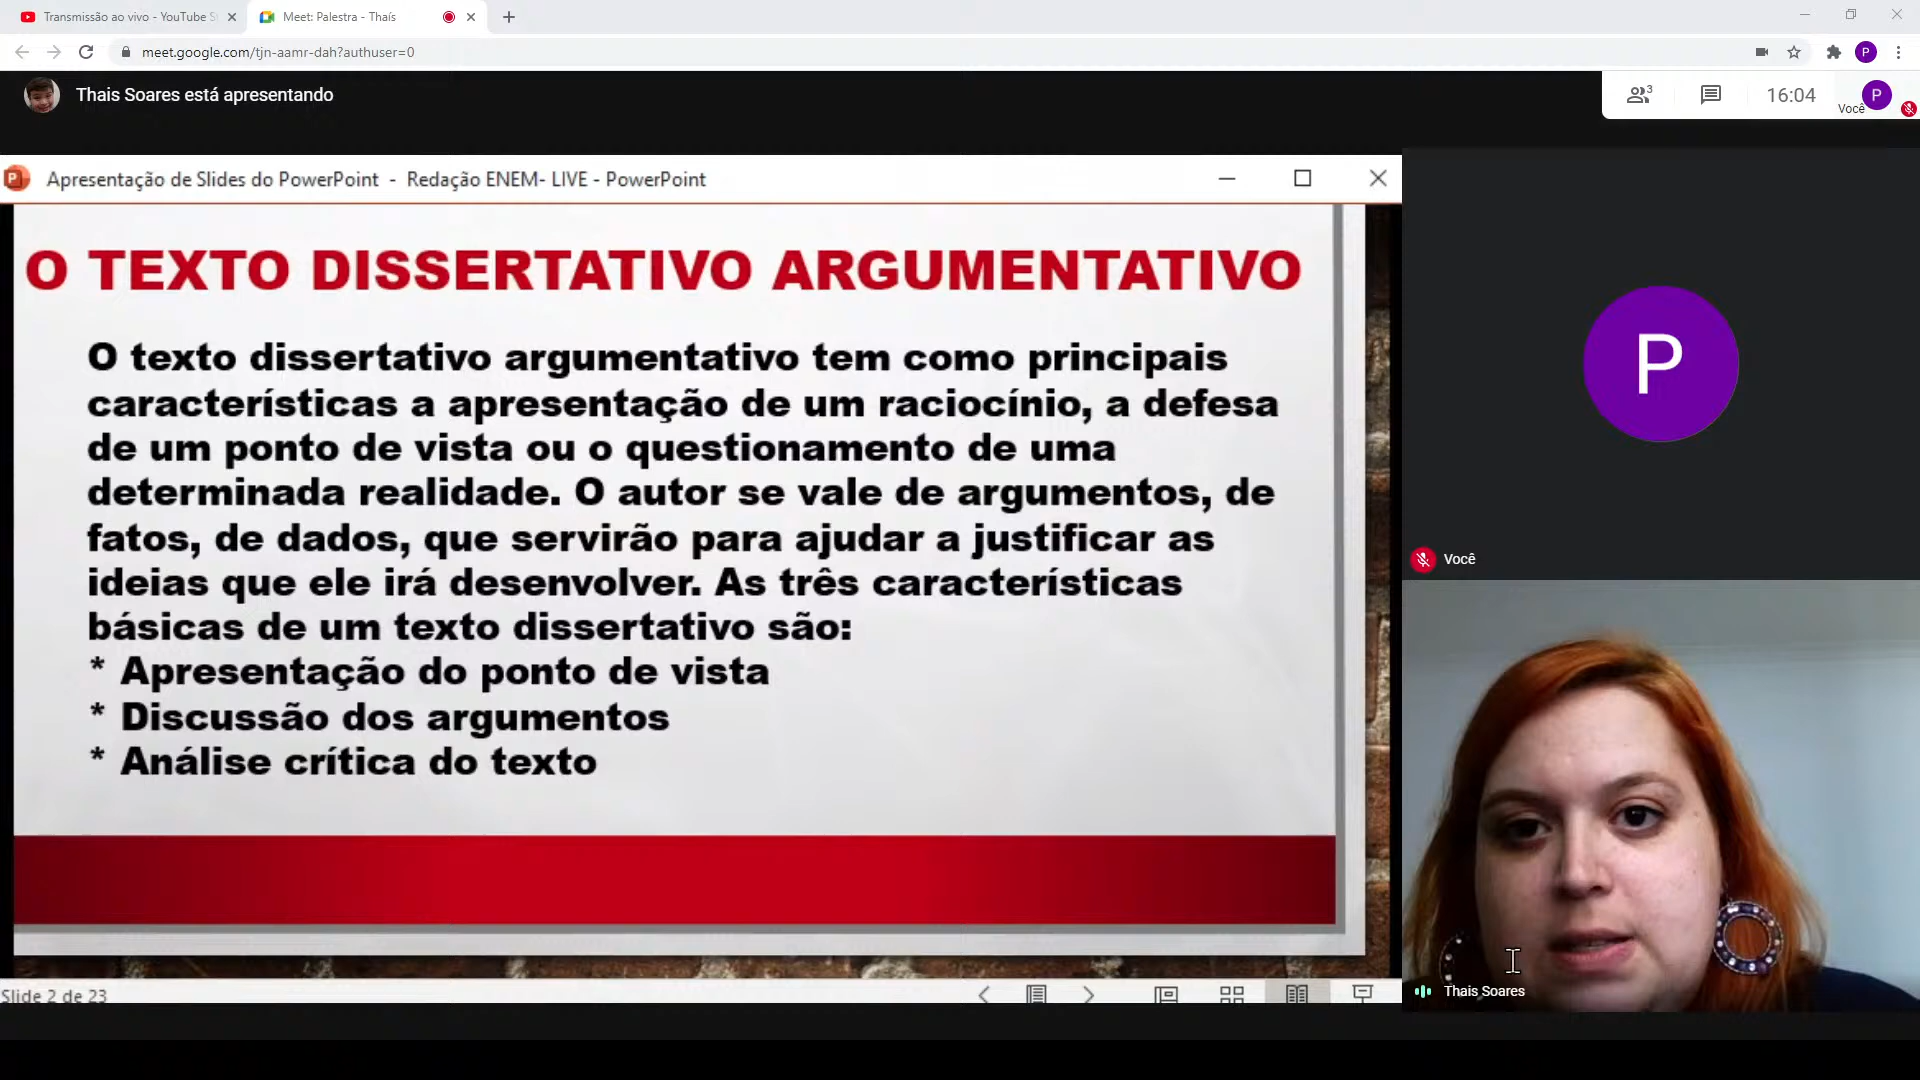 Transmissão ao vivo - YouTube S
Meet: Palestra - Thaís
meet.google.com/tjn-aamr-dah?authuser=0
P
Thais Soares está apresentando
3
16:04
Você
P
Apresentação de Slides do PowerPoint - Redação ENEM- LIVE - PowerPoint
O TEXTO DISSERTATIVO ARGUMENTATIVO
O texto dissertativo argumentativo tem como principais
características a apresentação de um raciocínio, a defesa
de um ponto de vista ou o questionamento de uma
determinada realidade. O autor se vale de argumentos, de
fatos, de dados, que servirão para ajudar a justificar as
ideias que ele irá desenvolver. As três características
básicas de um texto dissertativo são:
* Apresentação do ponto de vista
* Discussão dos argumentos
* Análise crítica do texto
Slide 2 de 23
P
Você
Thais Soares